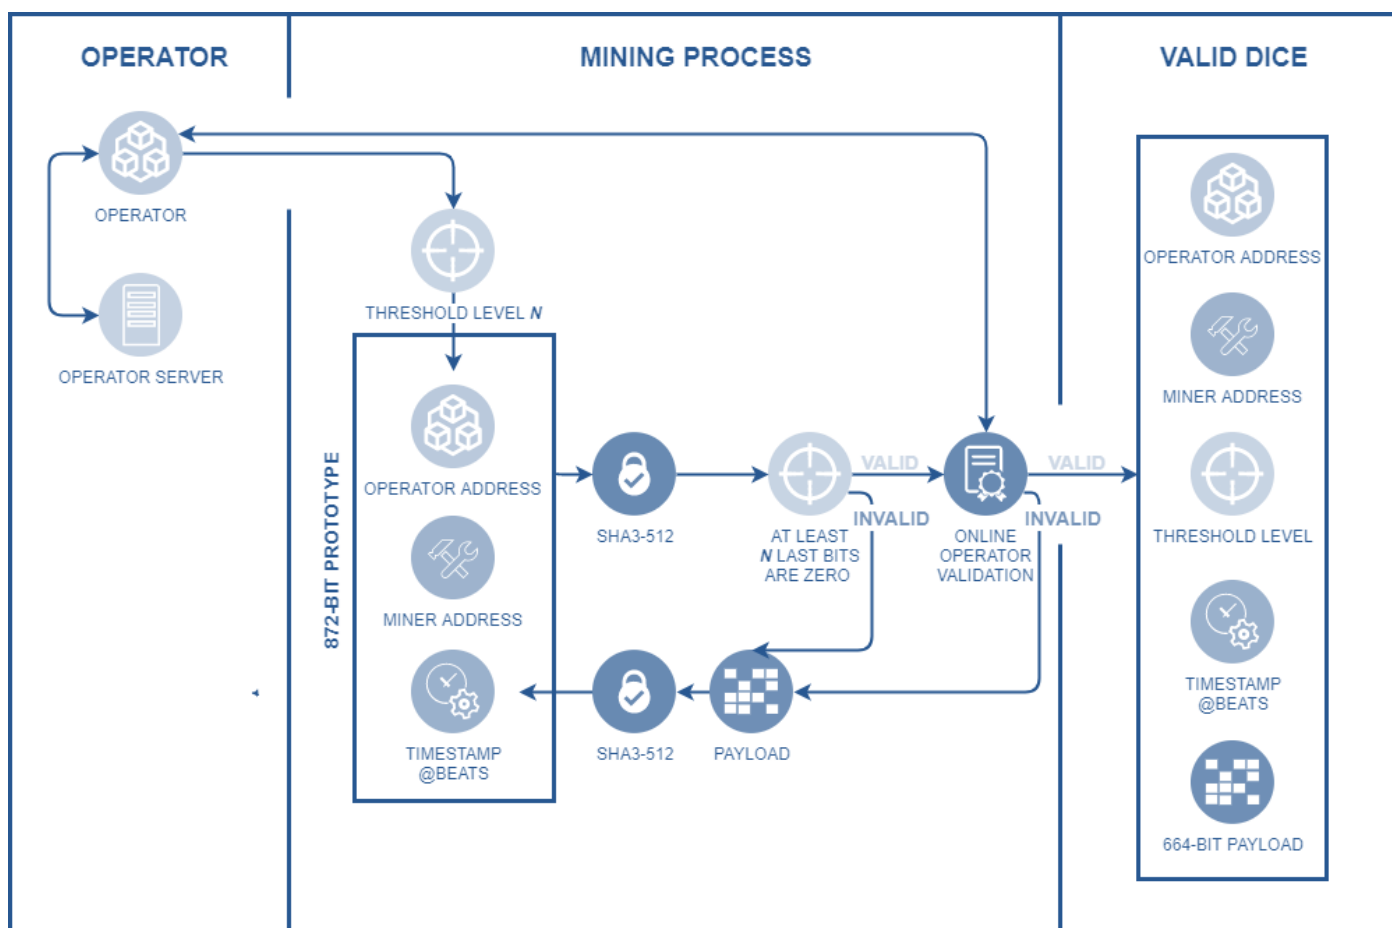 OPERATOR
MINING PROCESS
VALID DICE
OPERATOR
OPERATOR SERVER
THRESHOLD LEVEL N
872-BIT PROTOTYPE
OPERATOR ADDRESS
MINER ADDRESS
TIMESTAMP
@BEATS
SHA3-512
AT LEAST
N LAST BITS
ARE ZERO
VALID
INVALID
ONLINE
OPERATOR
VALIDATION
VALID
INVALID
SHA3-512
PAYLOAD
OPERATOR ADDRESS
MINER ADDRESS
THRESHOLD LEVEL
TIMESTAMP
@BEATS
664-BIT PAYLOAD